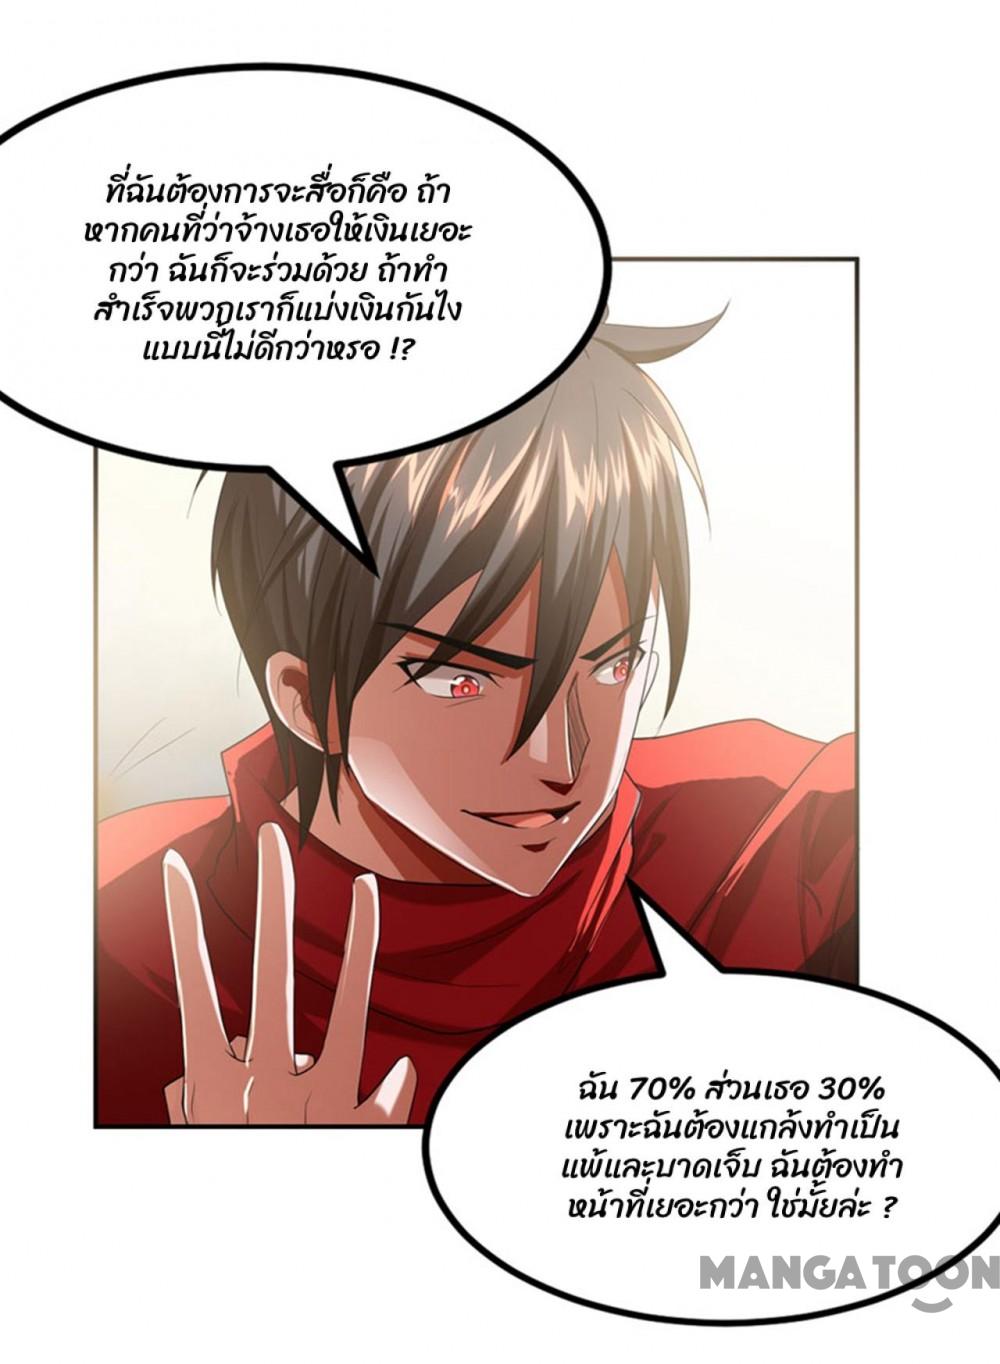 ที่ฉันต้องการจะสื่อก็คือ ถ้า
หากคนที่ว่าจ้างเธอให้เงินเยอะ
กว่า ฉันก็จะร่วมด้วย ถ้าทำ
สำเร็จพวกเราก็แบ่งเงินกันไง
แบบนี้ไม่ดีกว่าหรอ !?
ฉัน 70% ส่วนเธอ 30%
เพราะฉันต้องแกล้งทำเป็น
แพ้และบาดเจ็บ ฉันต้องทำ
หน้าที่เยอะกว่า ใช่มั้ยล่ะ ?
MANGATOON